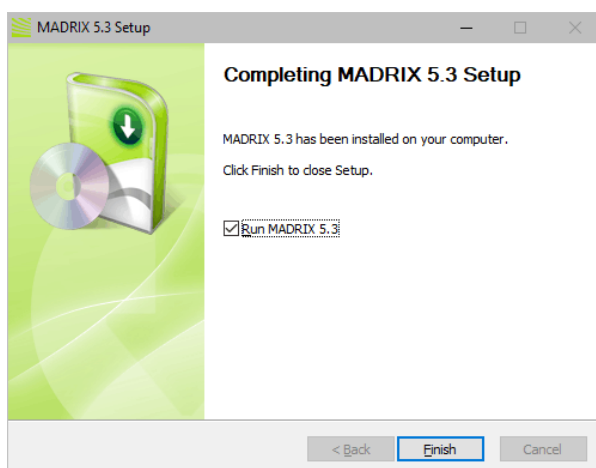 MADRIX 5.3 Setup
Completing MADRIX 5.3 Setup
MADRIX 5.3 has been installed on your computer.
Click Finish to close Setup.
Run MADRIX 5.3
< Back Finish Cancel